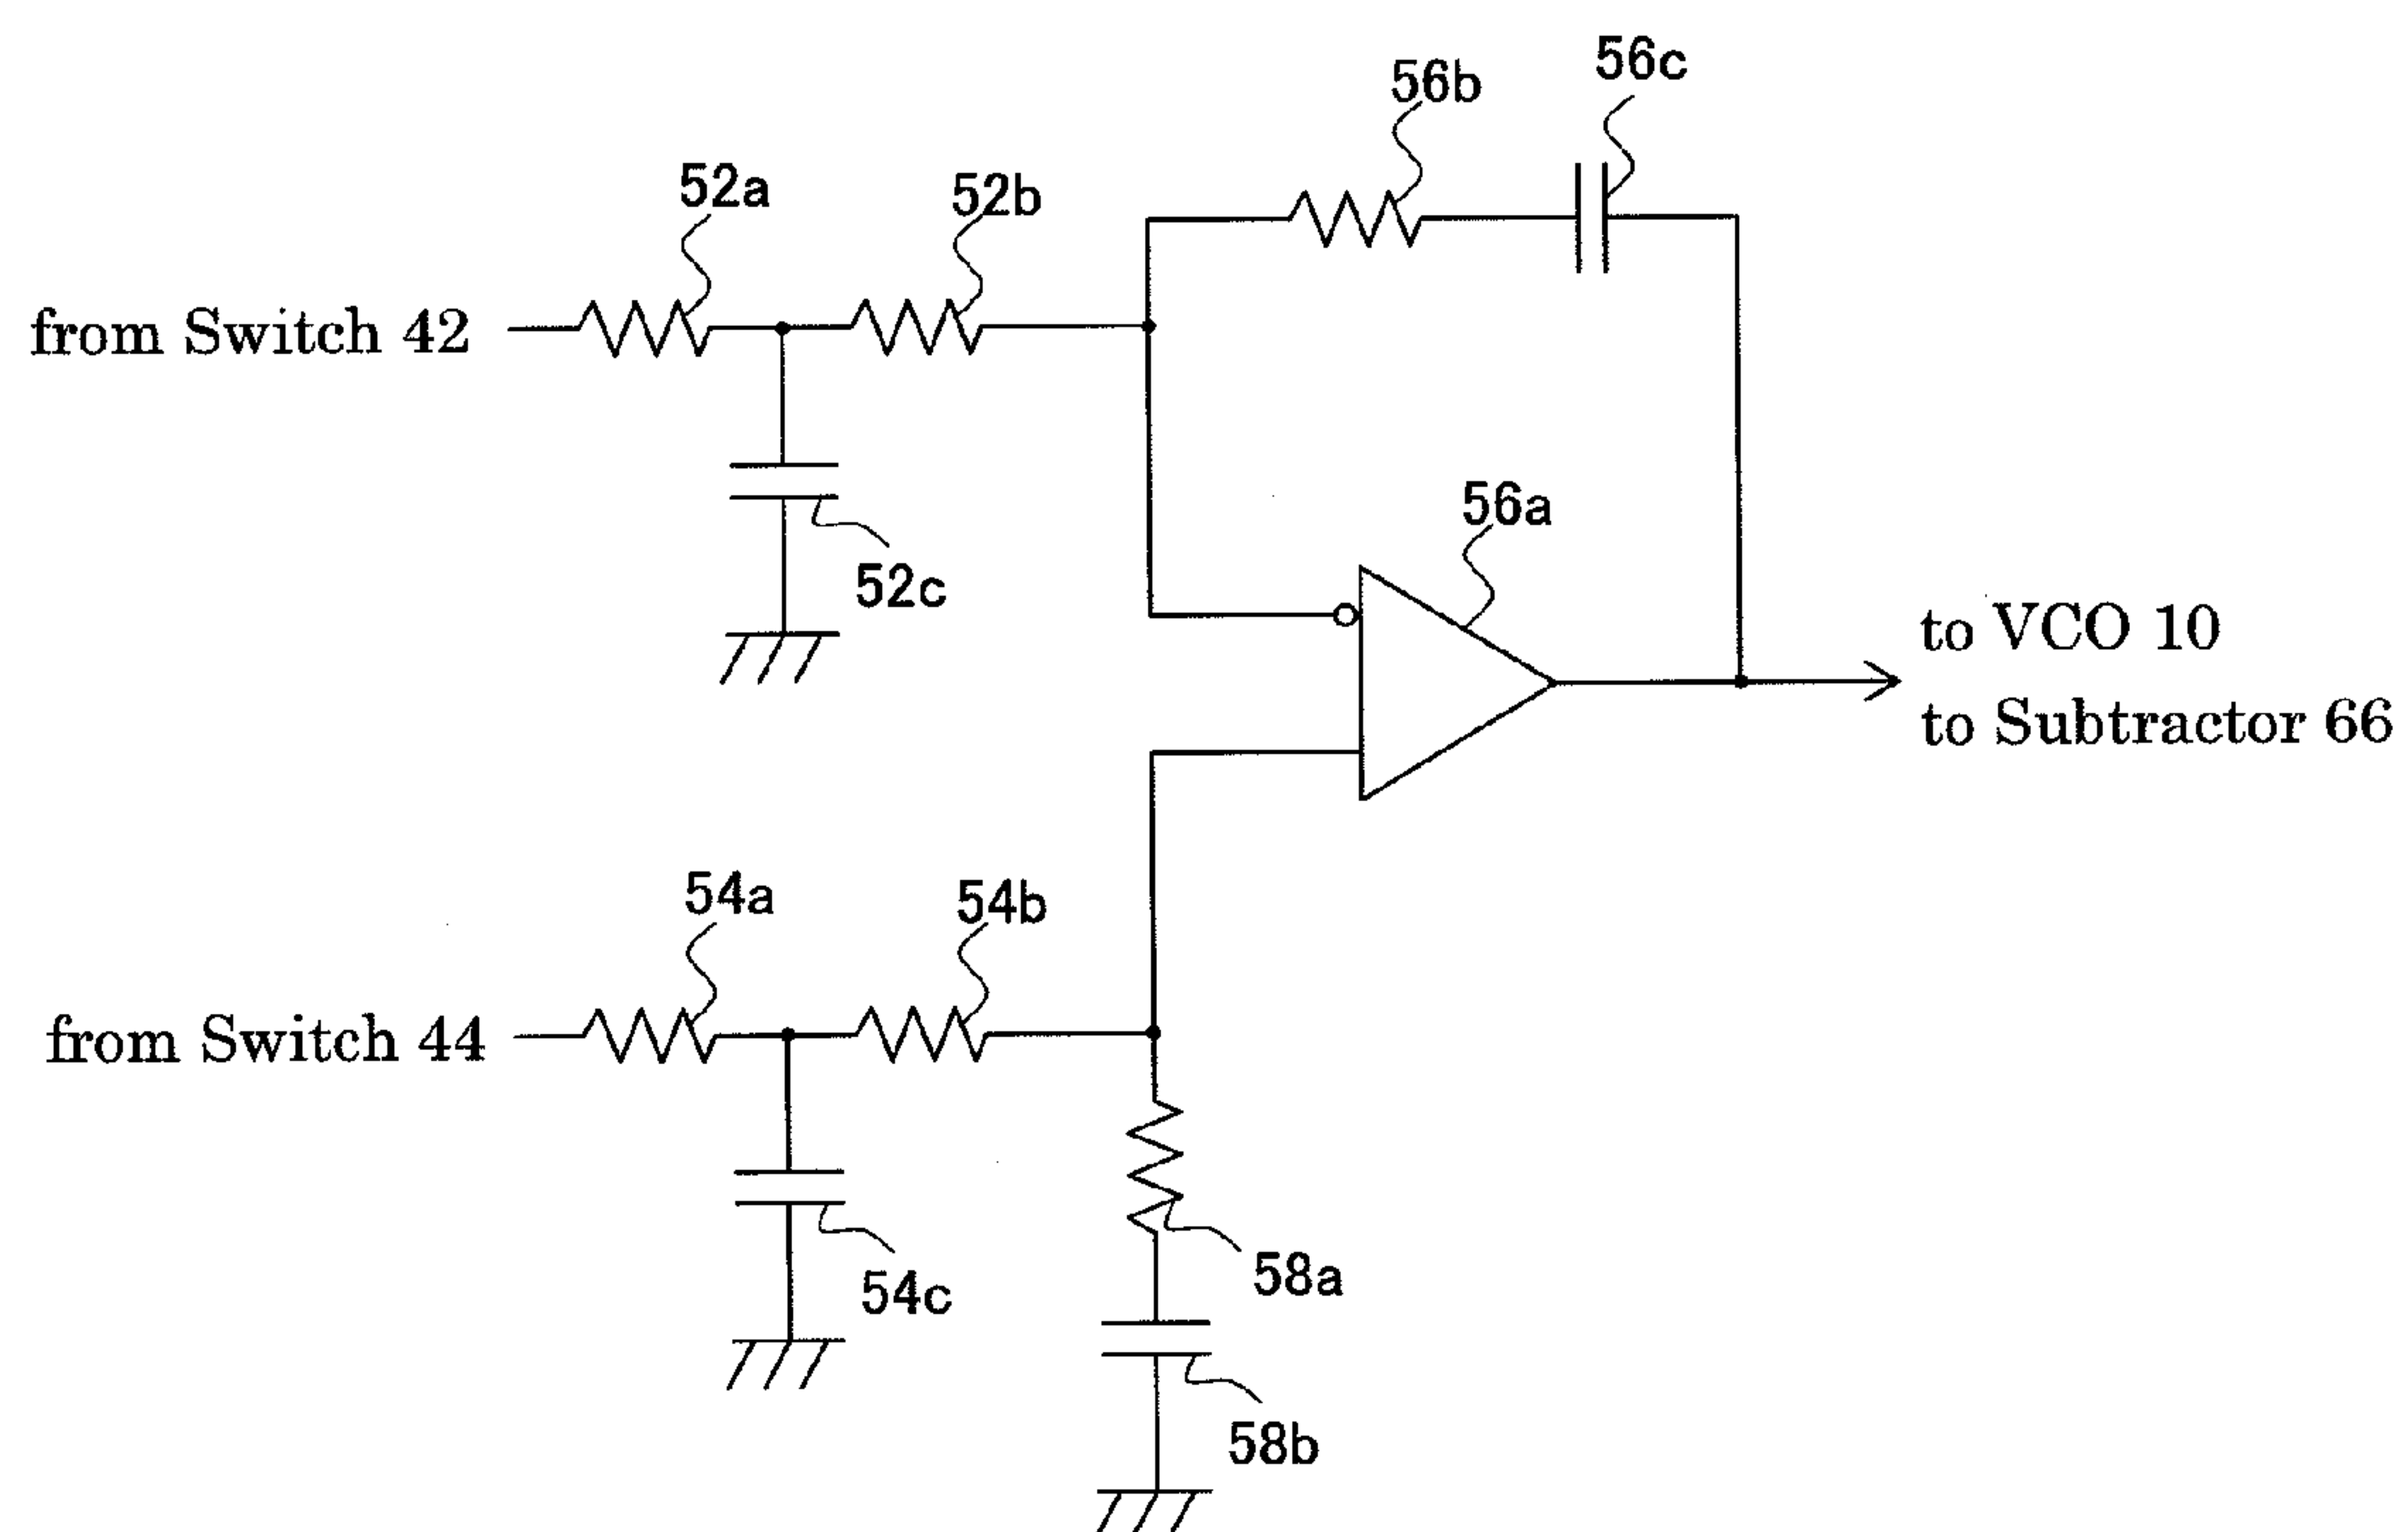 56c
56b
52a
52b
from Switch 42
56a
52c
to VCO 10
to Subtractor 66
54a
54b
from Switch 44
58a
54c
58b